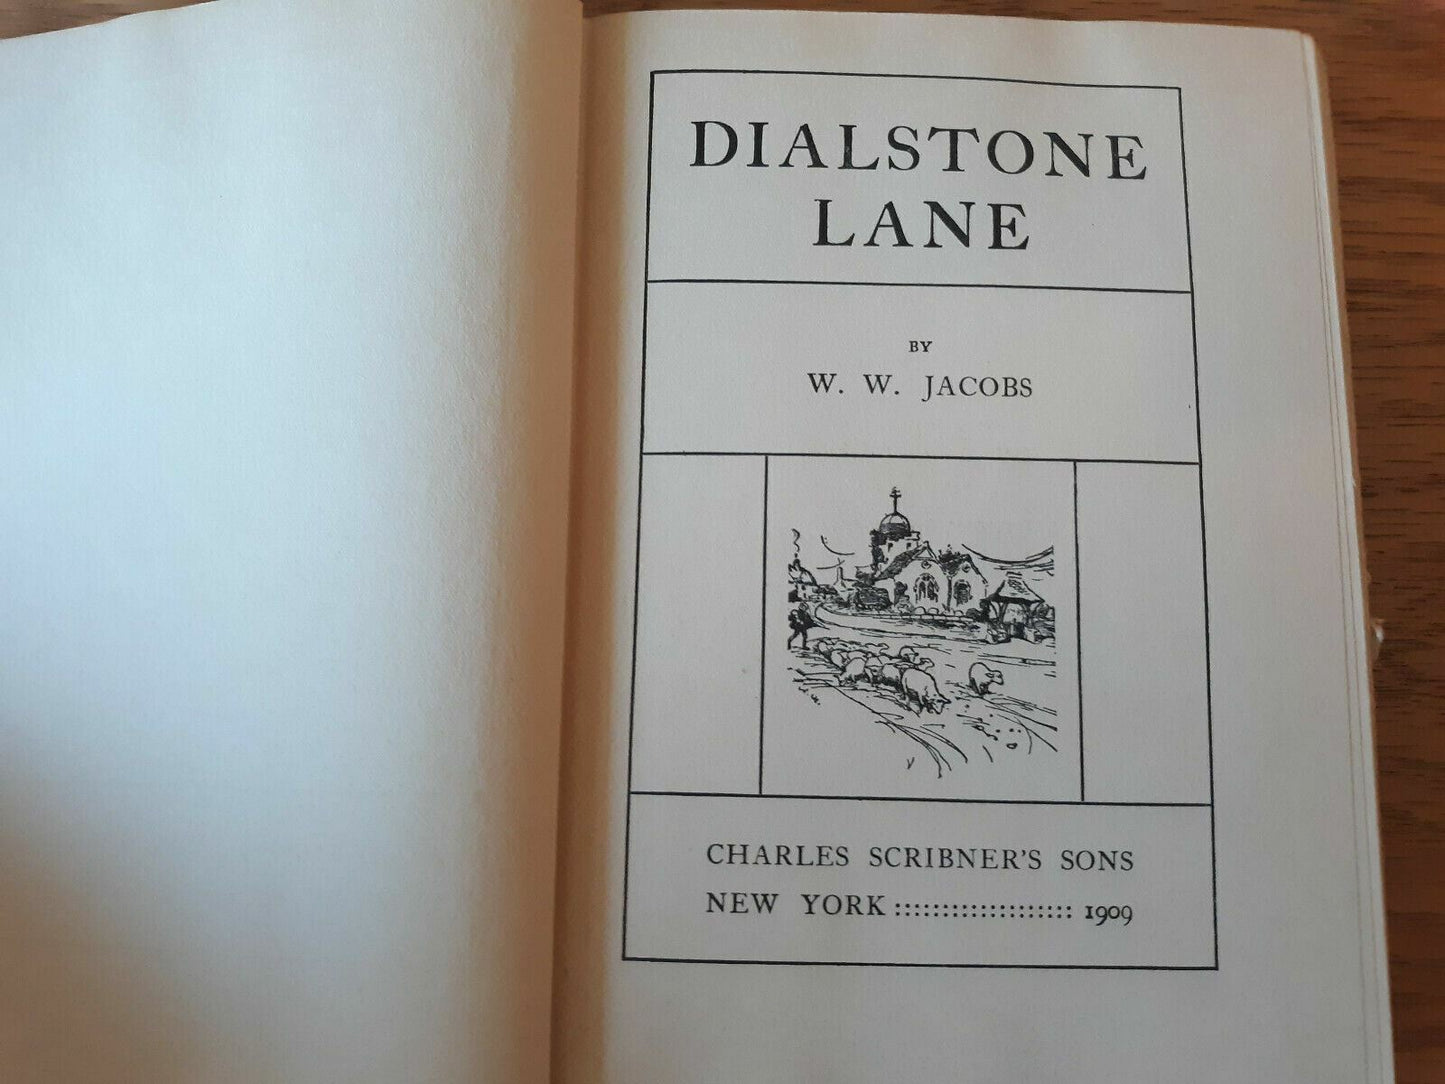 DIALSTONE
LANE
BY
W. W. JACOBS
CHARLES SCRIBNER'S SONS
NEW YORK ::::::::::::::::::: 1909